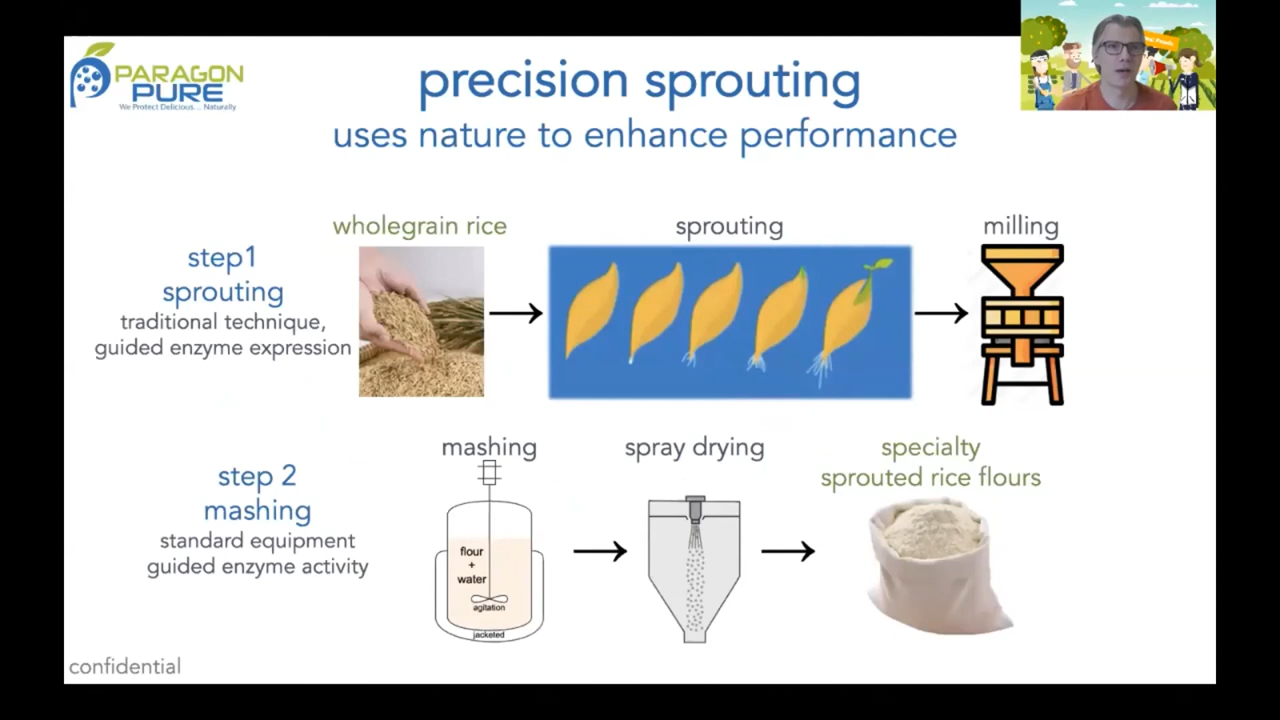 PARAGON
PURE
We Protect Delicious... Naturally
precision sprouting
uses nature to enhance performance
wholegrain rice
sprouting
milling
step1
sprouting
traditional technique,
guided enzyme expression
mashing
spray drying
specialty
sprouted rice flours
step 2
mashing
standard equipment
guided enzyme activity
flour
+
water
agitation
jacketed
confidential